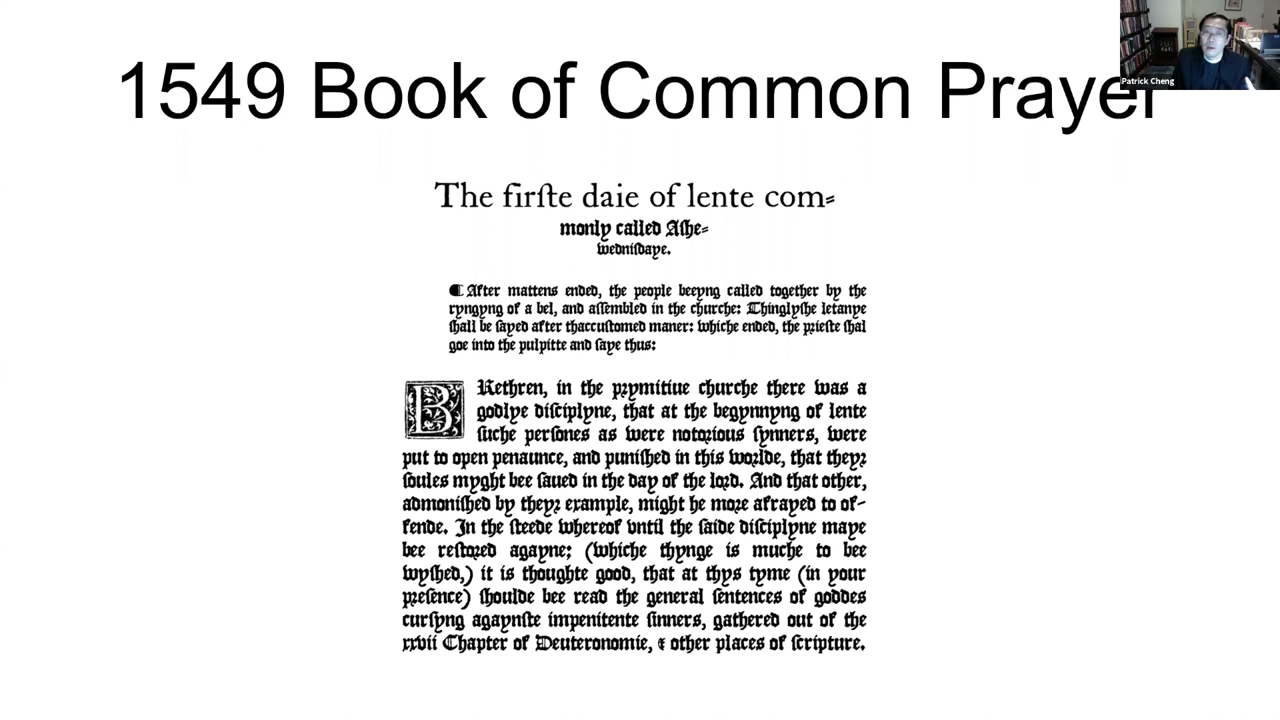 1549 Book of Common Prayer
Patrick Cheng
The firſte daie of lente com⸗
monly called Aſhe⸗
wedniſdaye.
¶ After mattens ended, the people beeyng called together by the
ryngyng of a bel, and aſſembled in the churche: Thinglyſhe letanye
ſhall be ſayed after thaccuſtomed maner: whiche ended, the prieſte ſhal
goe into the pulpitte and ſaye thus:
BRethren, in the prymitiue churche there was a
godlye diſciplyne, that at the begynnyng of lente
ſuche perſones as were notorious ſynners, were
put to open penaunce, and puniſhed in this worlde, that theyr
ſoules myght bee ſaued in the day of the lord. And that other,
admoniſhed by theyr example, might be more afrayed to of-
fende. In the ſteede whereof vntil the ſaide diſciplyne maye
bee reſtored agayne: (whiche thynge is muche to bee
wyſhed,) it is thoughte good, that at thys tyme (in your
preſence) ſhoulde bee read the general ſentences of goddes
curſyng agaynſte impenitente ſinners, gathered out of the
xxvii Chapter of Deuteronomie, & other places of ſcripture.